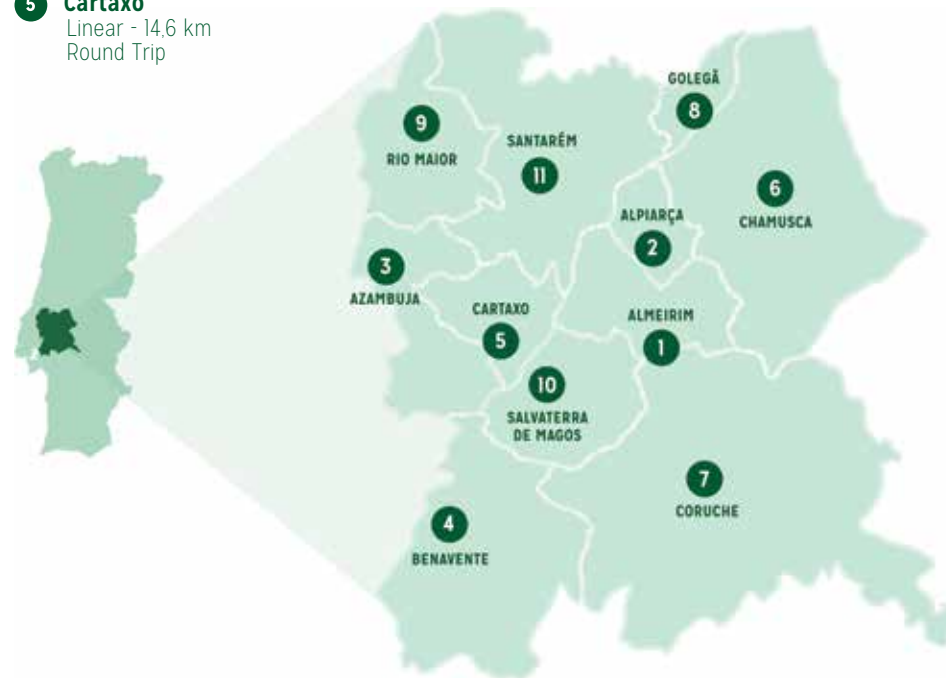 5 Cartaxo
Linear - 14,6 km
Round Trip
GOLEGÃ
8
9
RIO MAIOR
SANTARÉM
11
6
CHAMUSCA
ALPIARÇA
2
3
AZAMBUJA
CARTAXO
5
ALMEIRIM
1
10
SALVATERRA
DE MAGOS
7
CORUCHE
4
BENAVENTE